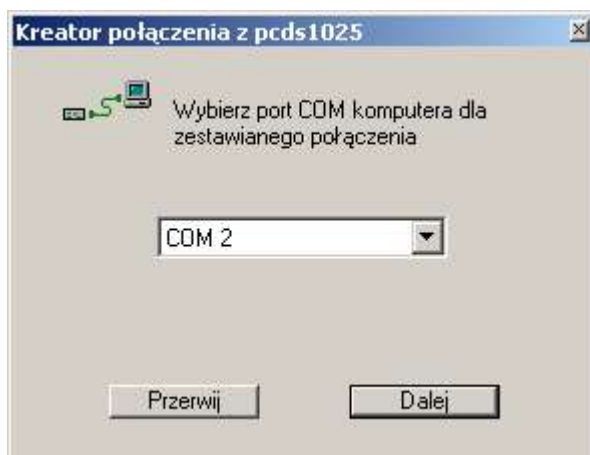 Kreator połączenia z pcds1025
Wybierz port COM komputera dla
zestawianego połączenia
COM 2
Przerwij
Dalej